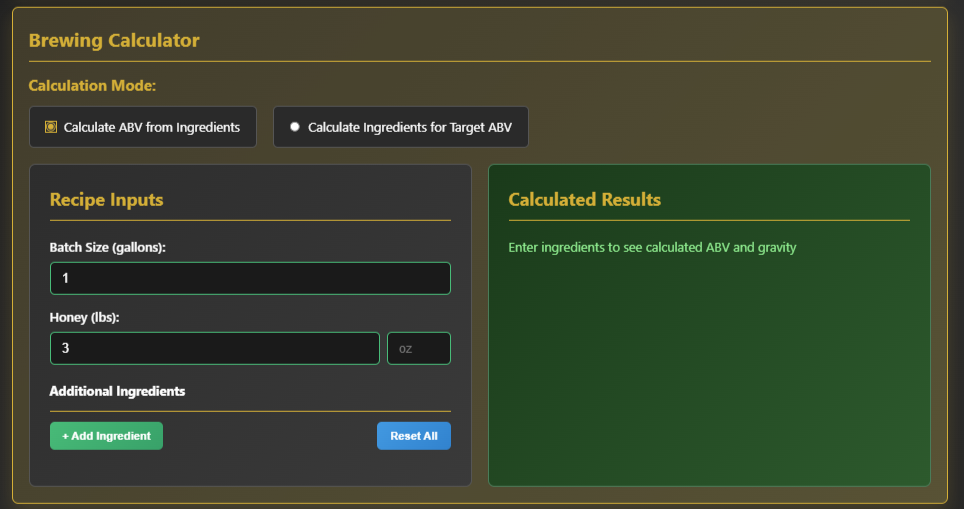 Brewing Calculator
Calculation Mode:
Calculate ABV from Ingredients
Calculate Ingredients for Target ABV
Recipe Inputs
Batch Size (gallons):
1
Honey (lbs):
3
oz
Additional Ingredients
+ Add Ingredient
Reset All
Calculated Results
Enter ingredients to see calculated ABV and gravity